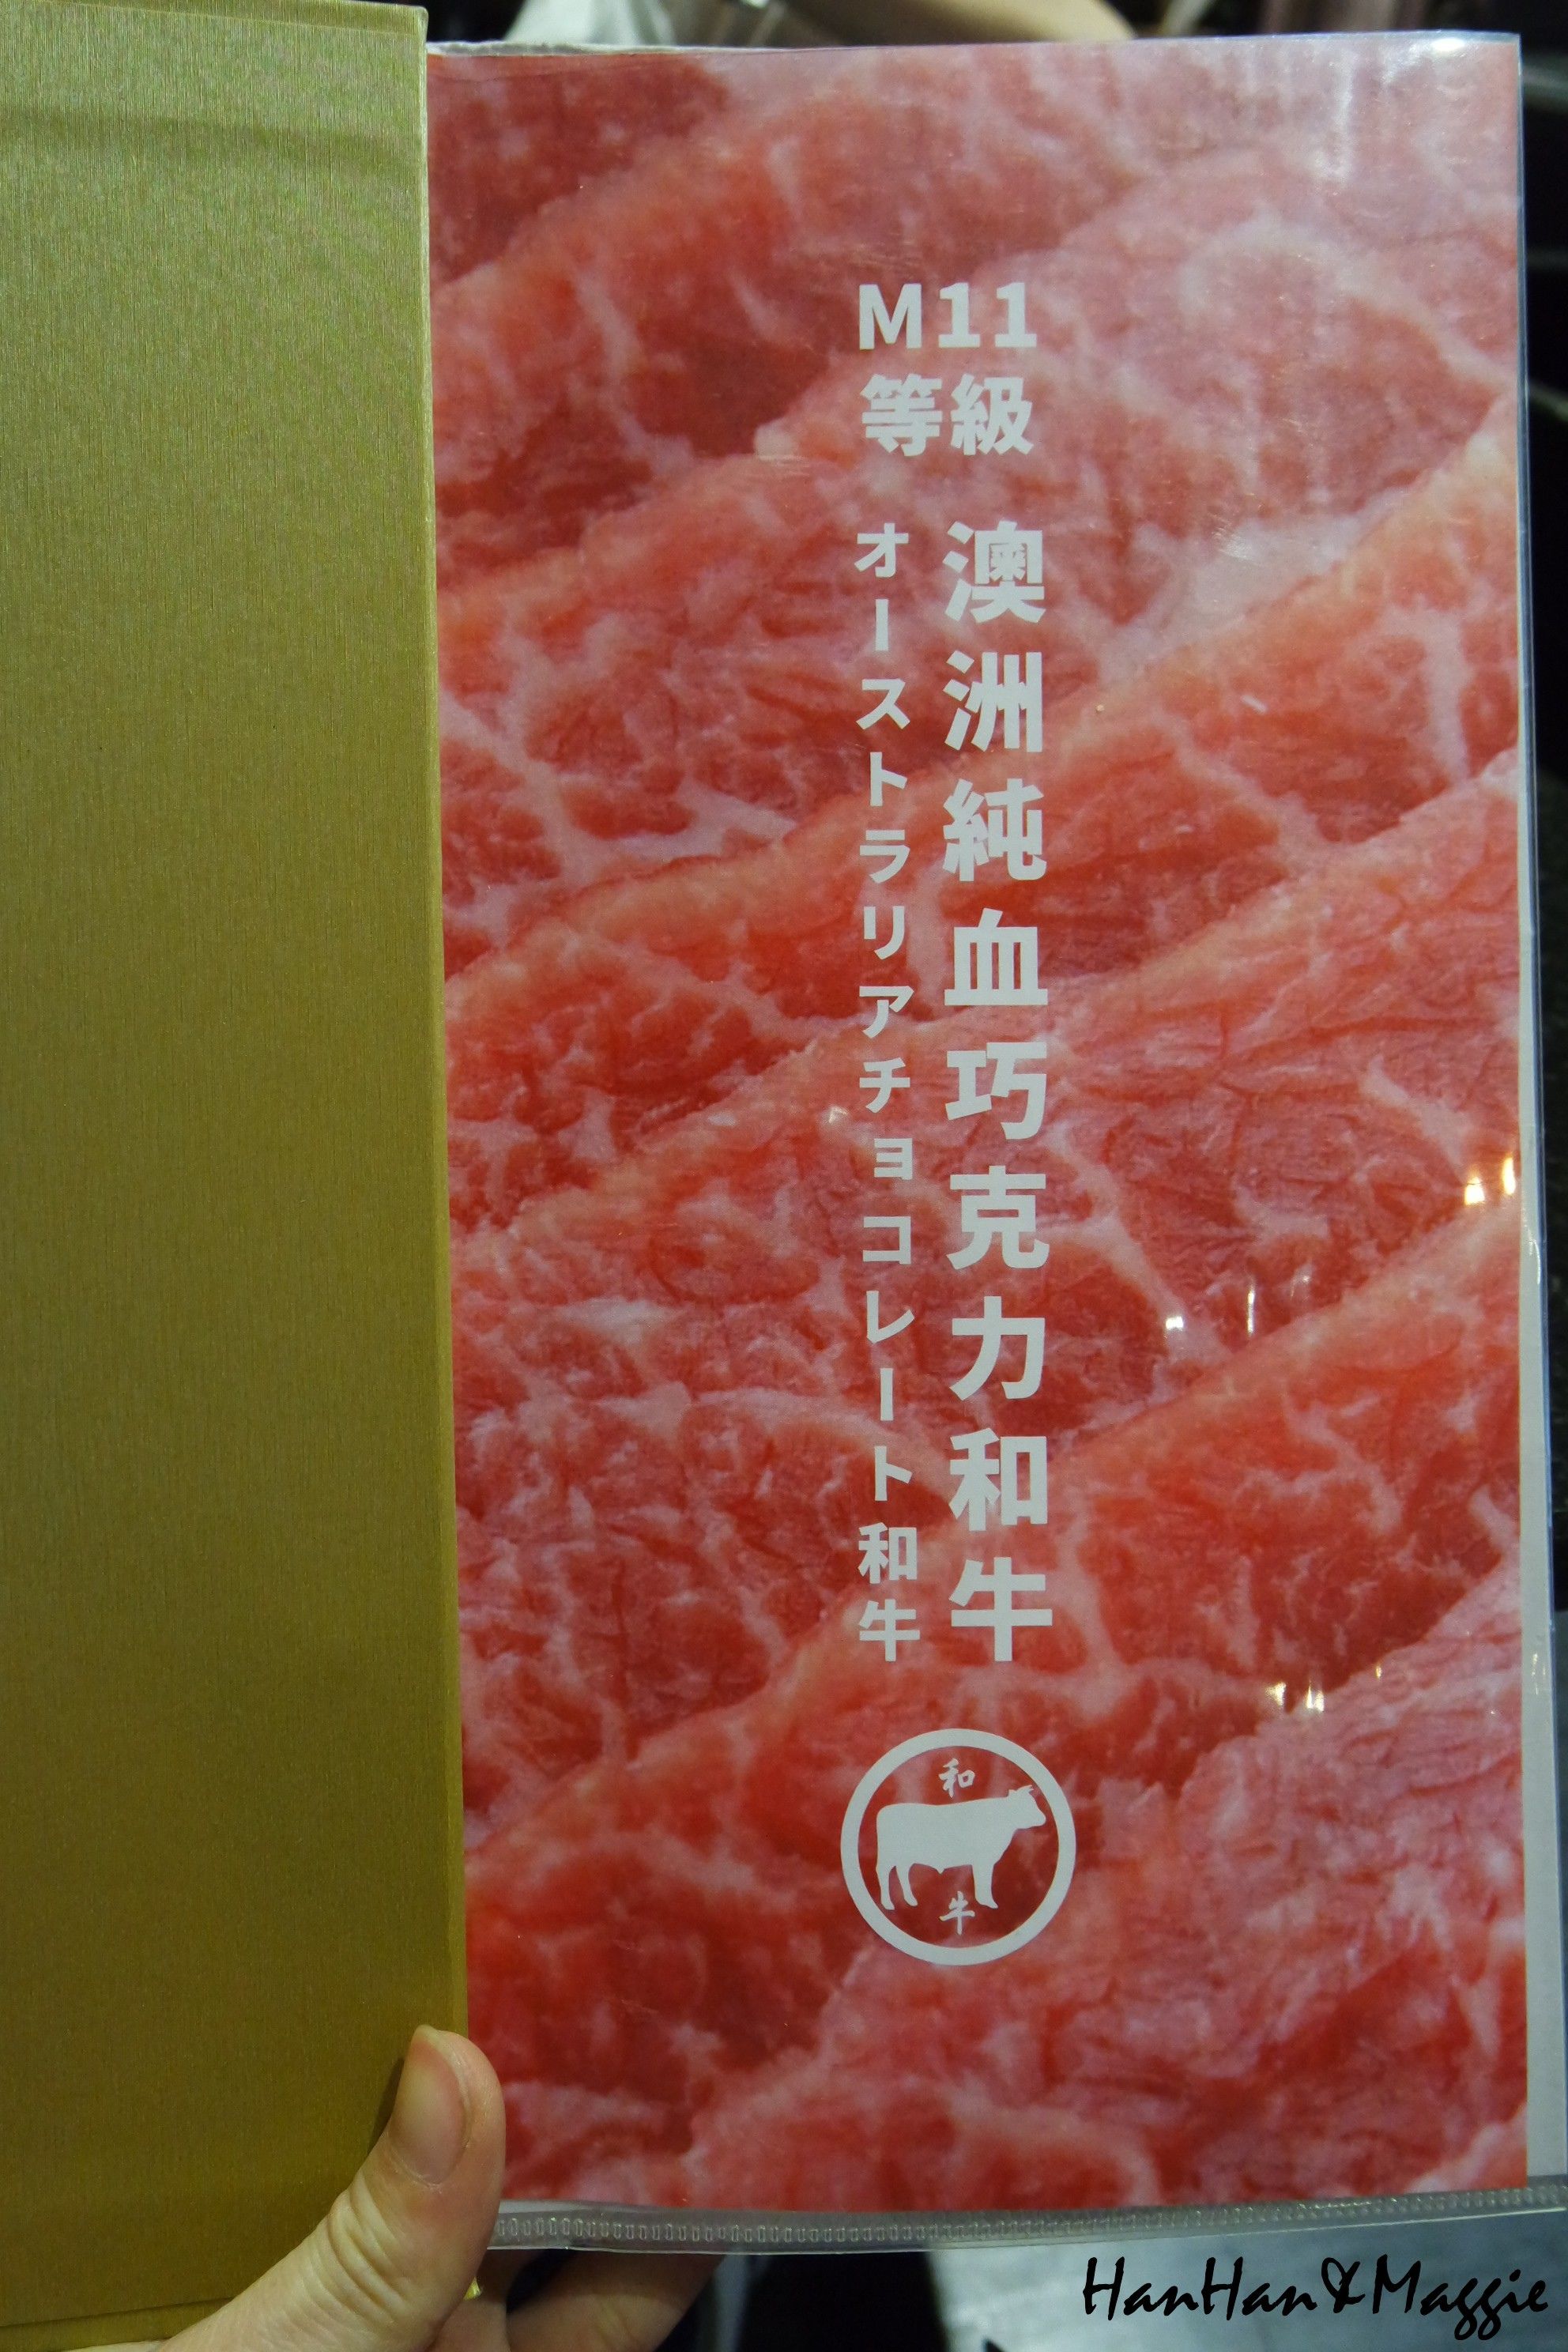 M11
等級
澳洲純血巧克力和牛
オーストラリアチョコレート和牛
和
牛
HanHan&Maggie